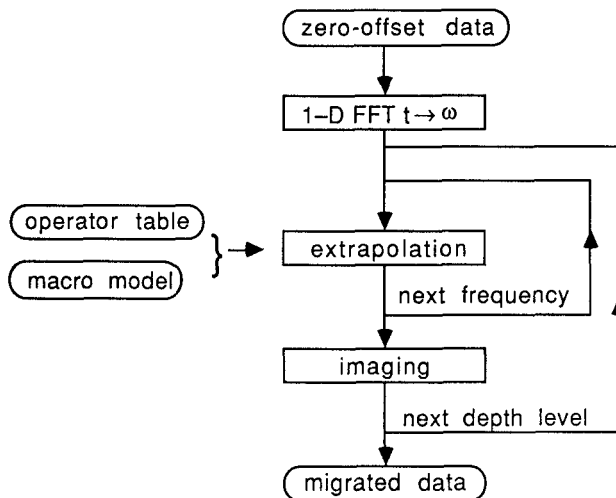 zero-offset data
1-D FFT t→ω
operator table
macro model
}
extrapolation
next frequency
imaging
next depth level
migrated data